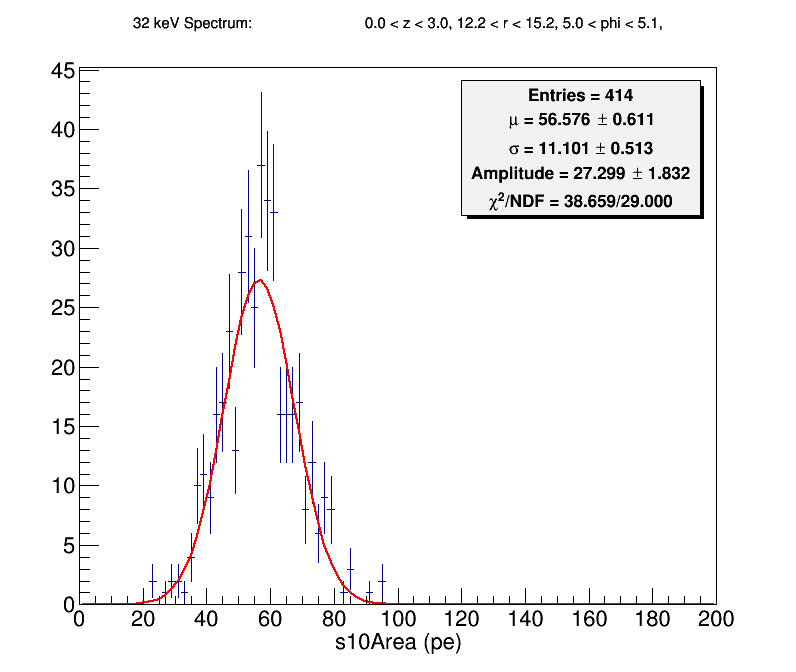 32 keV Spectrum: 0.0 < z < 3.0, 12.2 < r < 15.2, 5.0 < phi < 5.1,
Entries = 414
μ = 56.576 ± 0.611
σ = 11.101 ± 0.513
Amplitude = 27.299 ± 1.832
χ²/NDF = 38.659/29.000
45
40
35
30
25
20
15
10
5
0
0 20 40 60 80 100 120 140 160 180 200
s10Area (pe)